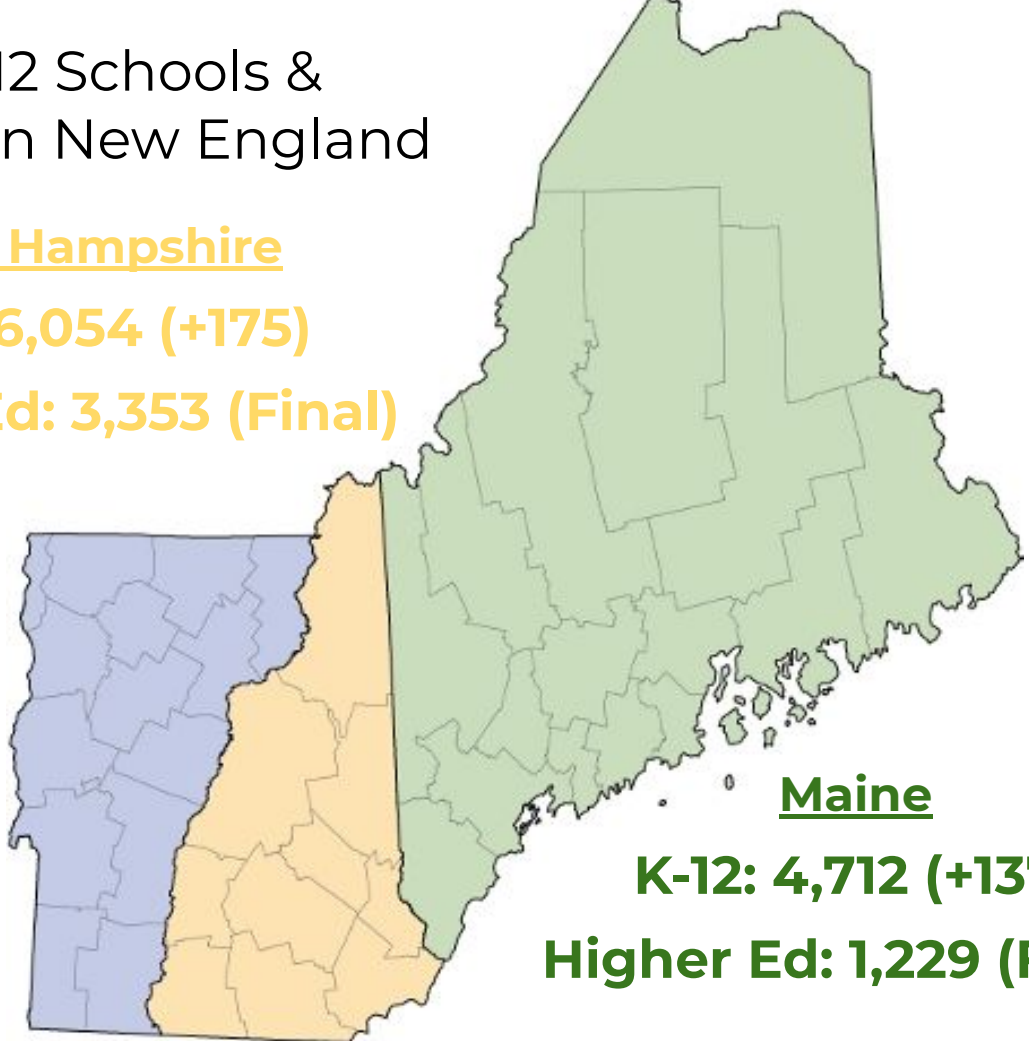 12 Schools &
n New England
Hampshire
6,054 (+175)
Ed: 3,353 (Final)
Maine
K-12: 4,712 (+13
Higher Ed: 1,229 (